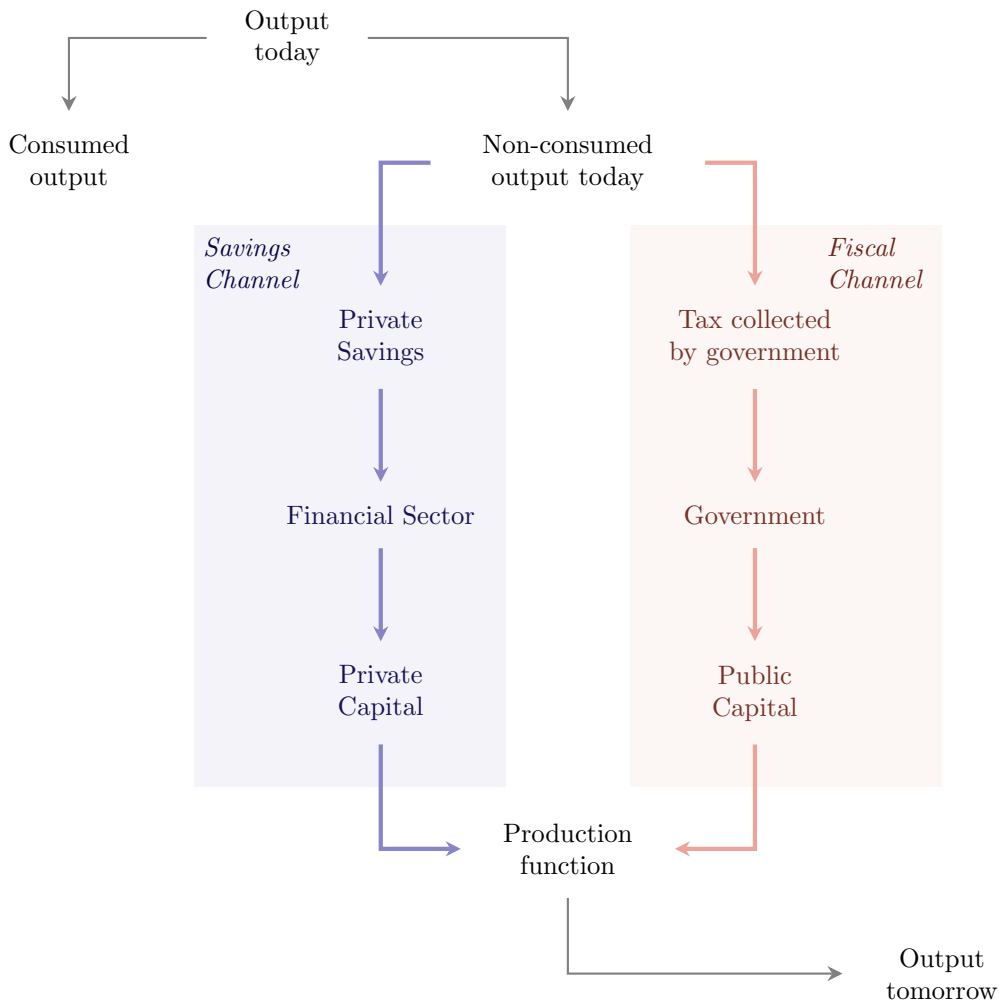 Output
today
Consumed
output
Non-consumed
output today
Savings
Channel
Fiscal
Channel
Private
Savings
Tax collected
by government
Financial Sector
Government
Private
Capital
Public
Capital
Production
function
Output
tomorrow